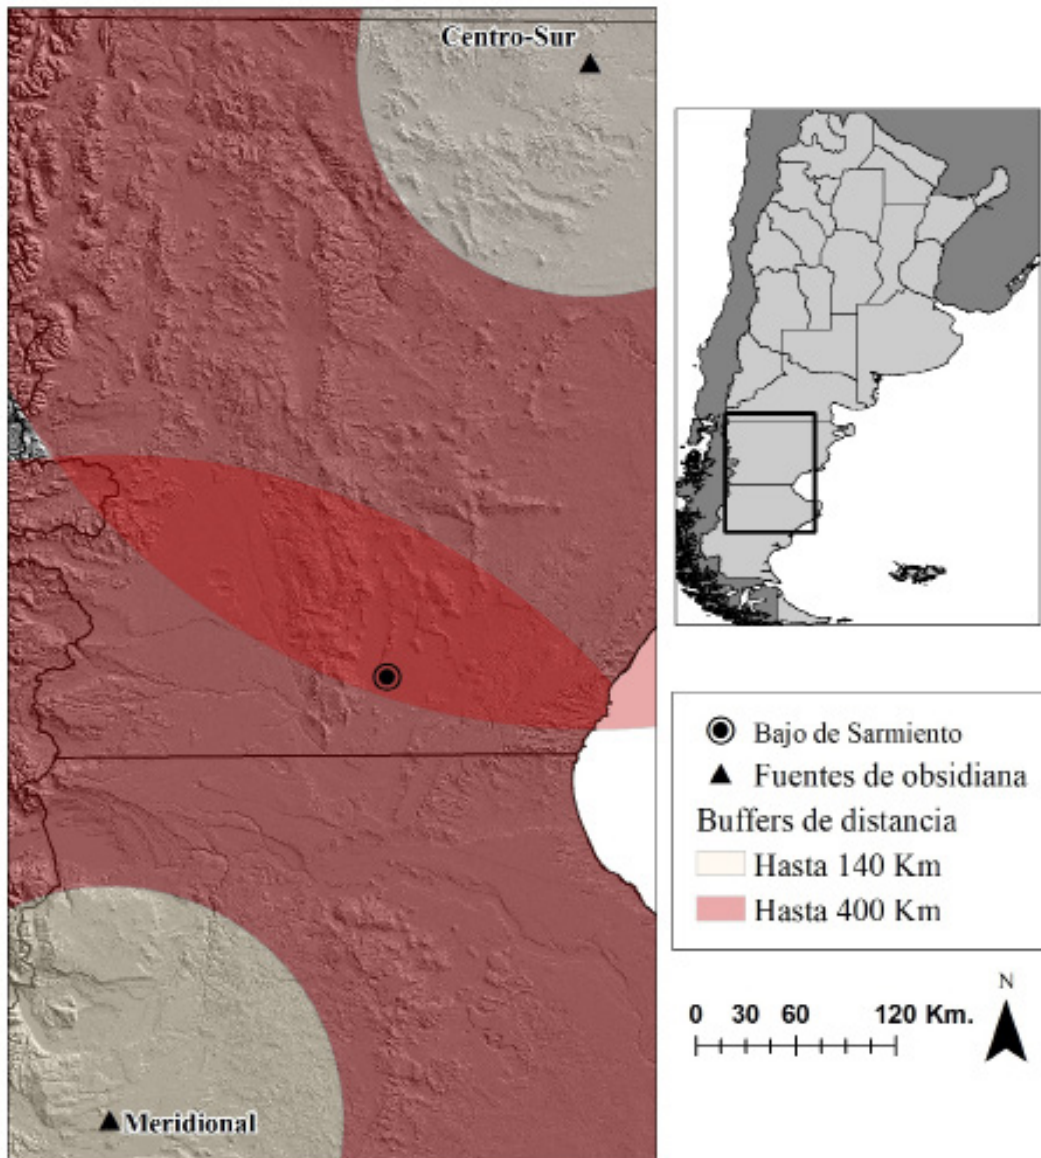 Centro-Sur
Meridional
Bajo de Sarmiento
Fuentes de obsidiana
Buffers de distancia
Hasta 140 Km
Hasta 400 Km
N
0 30 60 120 Km.